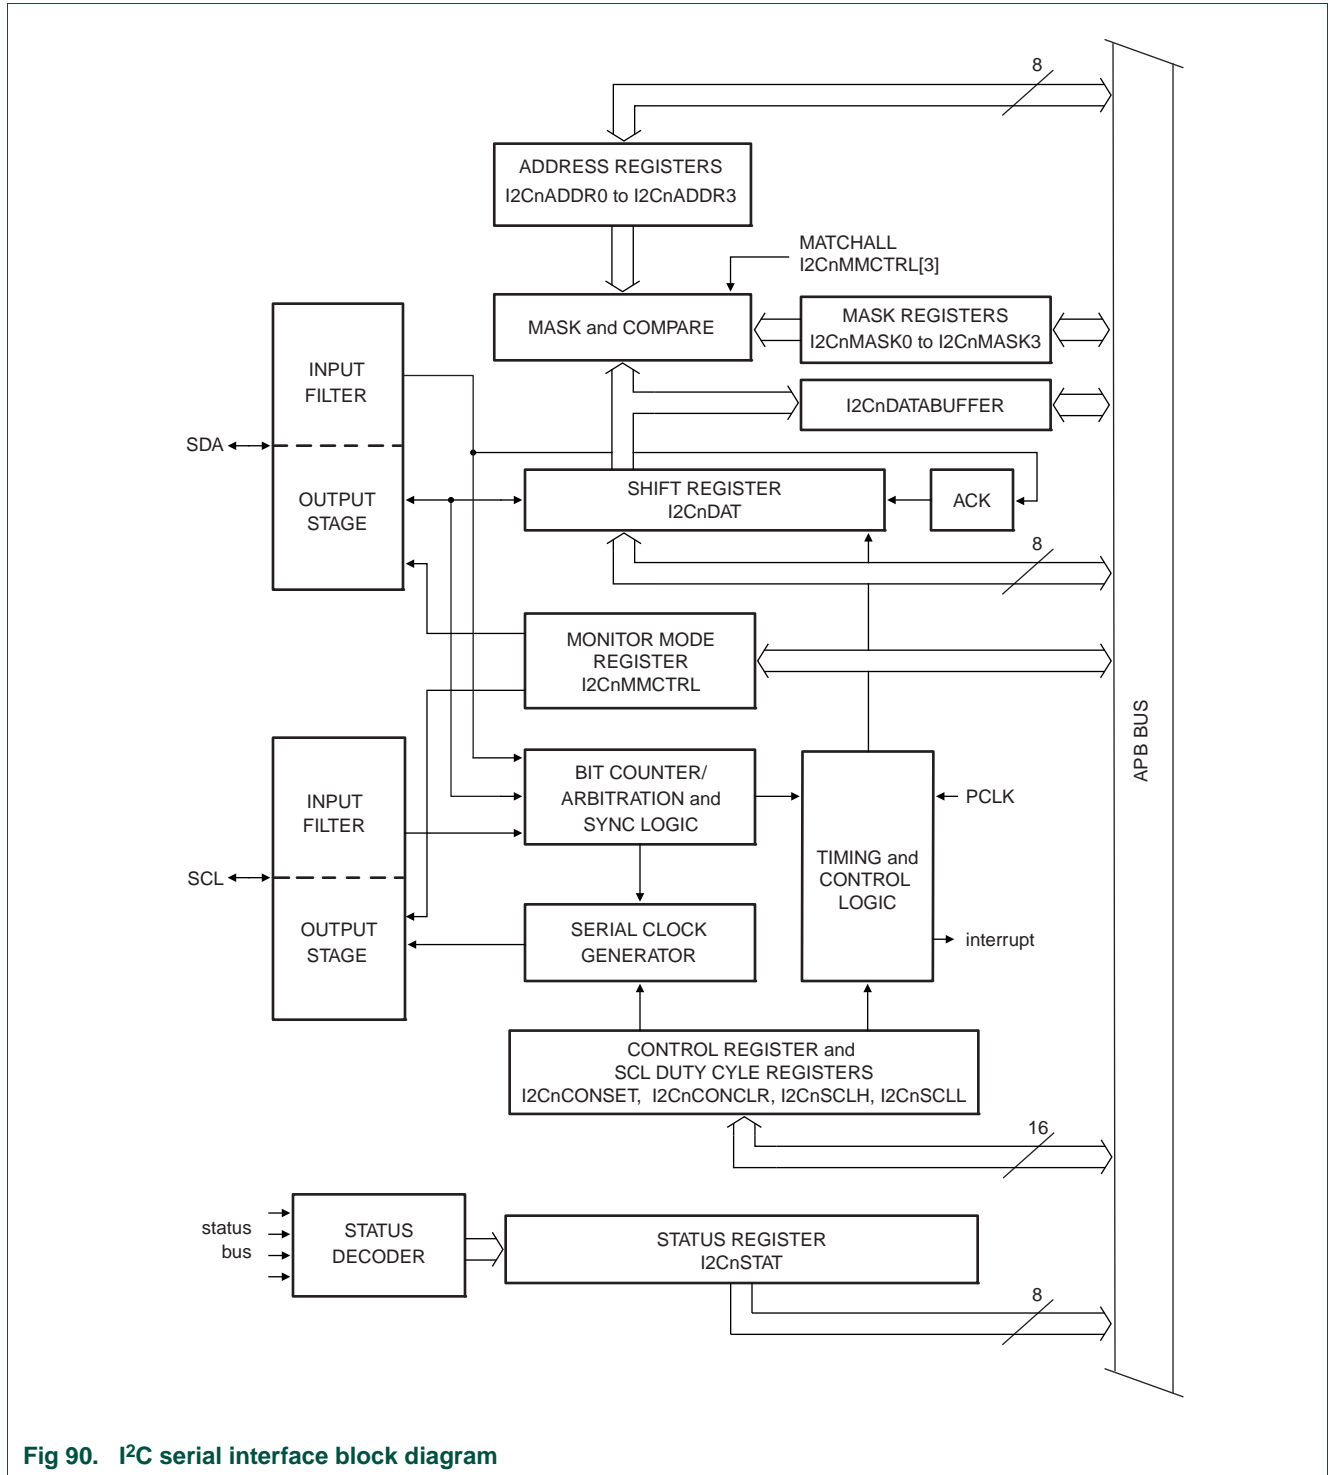 8
ADDRESS REGISTERS
I2CnADDR0 to I2CnADDR3
MATCHALL
I2CnMMCTRL[3]
MASK and COMPARE
MASK REGISTERS
I2CnMASK0 to I2CnMASK3
I2CnDATABUFFER
INPUT
FILTER
SDA
OUTPUT
STAGE
SHIFT REGISTER
I2CnDAT
ACK
8
MONITOR MODE
REGISTER
I2CnMMCTRL
APB BUS
BIT COUNTER/
ARBITRATION and
SYNC LOGIC
PCLK
INPUT
FILTER
SCL
OUTPUT
STAGE
TIMING and
CONTROL
LOGIC
SERIAL CLOCK
GENERATOR
interrupt
CONTROL REGISTER and
SCL DUTY CYLE REGISTERS
I2CnCONSET, I2CnCONCLR, I2CnSCLH, I2CnSCLL
16
status
bus
STATUS
DECODER
STATUS REGISTER
I2CnSTAT
8
Fig 90. I²C serial interface block diagram